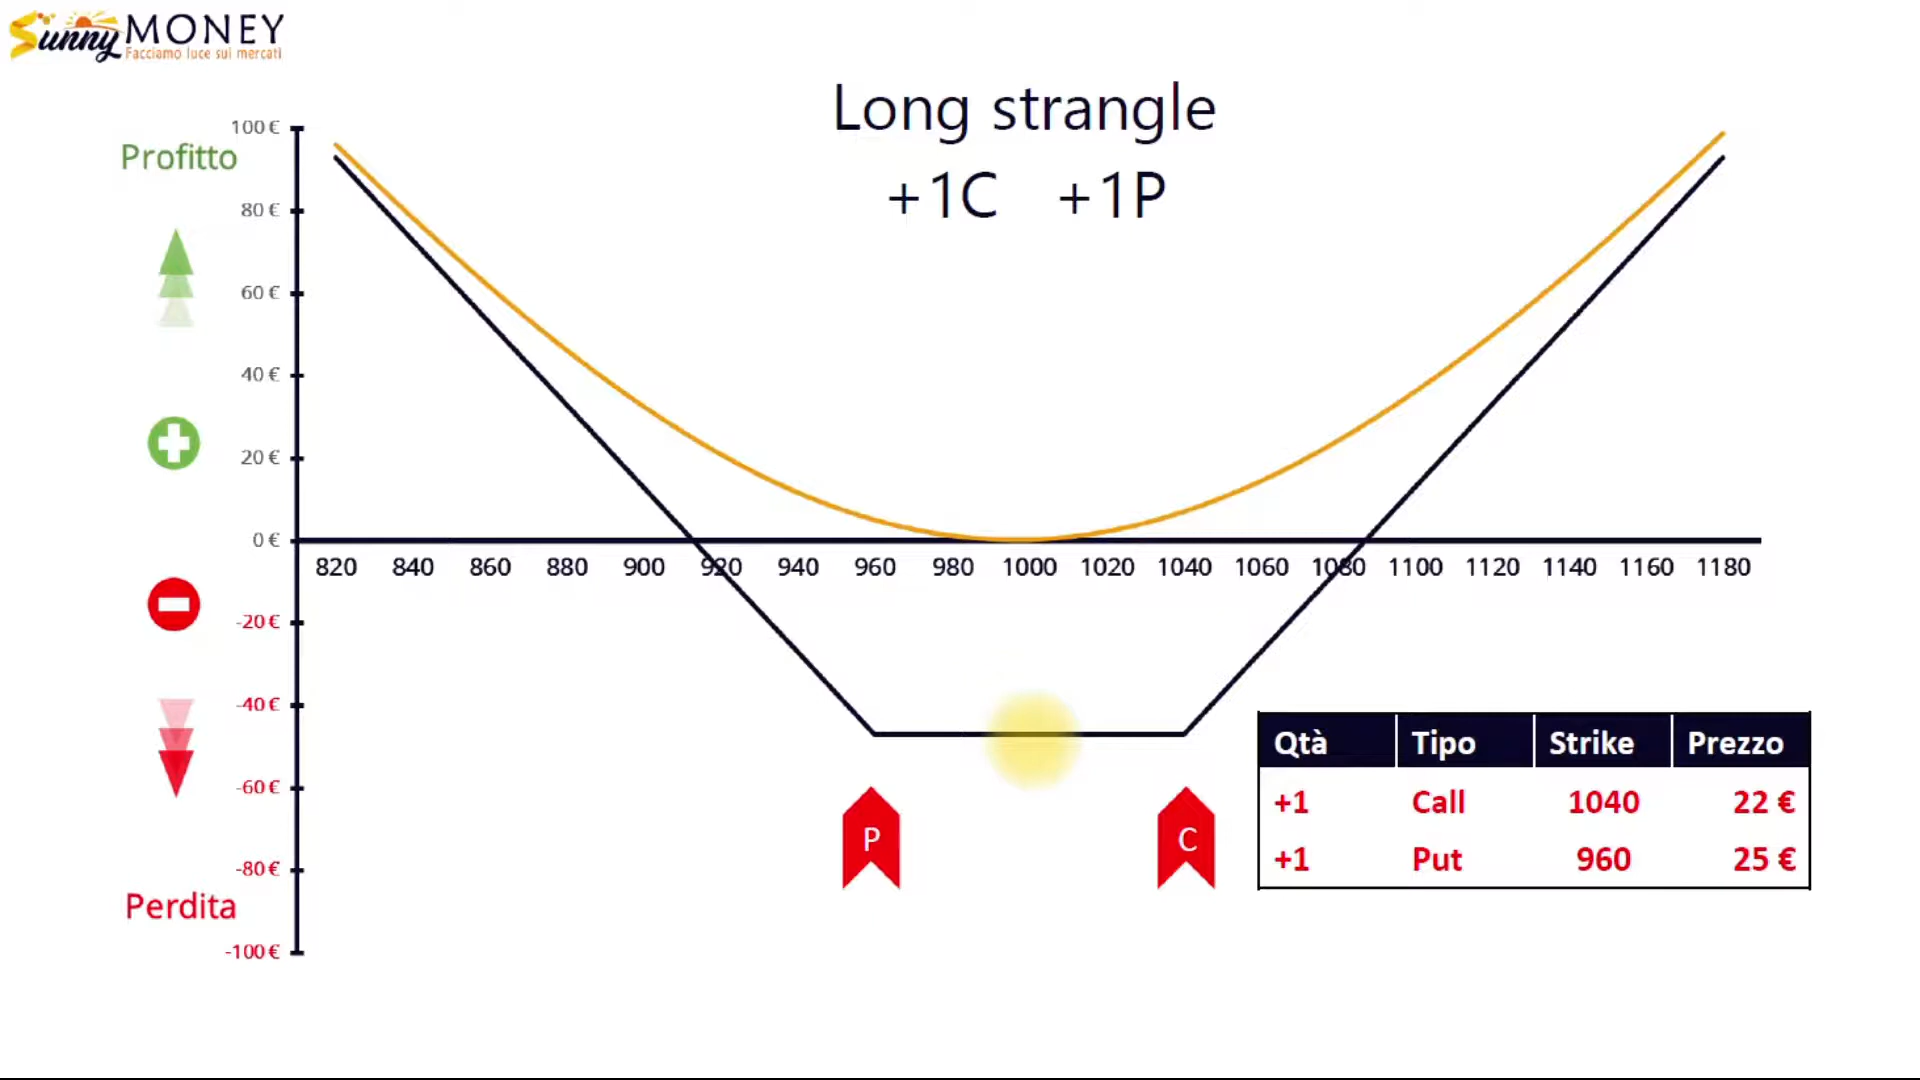 Sunny MONEY
Facciamo luce sui mercati
Long strangle
+1C +1P
Profitto
100 €
80 €
60 €
40 €
20 €
0 €
820 840 860 880 900 920 940 960 980 1000 1020 1040 1060 1080 1100 1120 1140 1160 1180
-20 €
-40 €
-60 €
-80 €
-100 €
Perdita
P
C
Qtà Tipo Strike Prezzo
+1 Call 1040 22 €
+1 Put 960 25 €